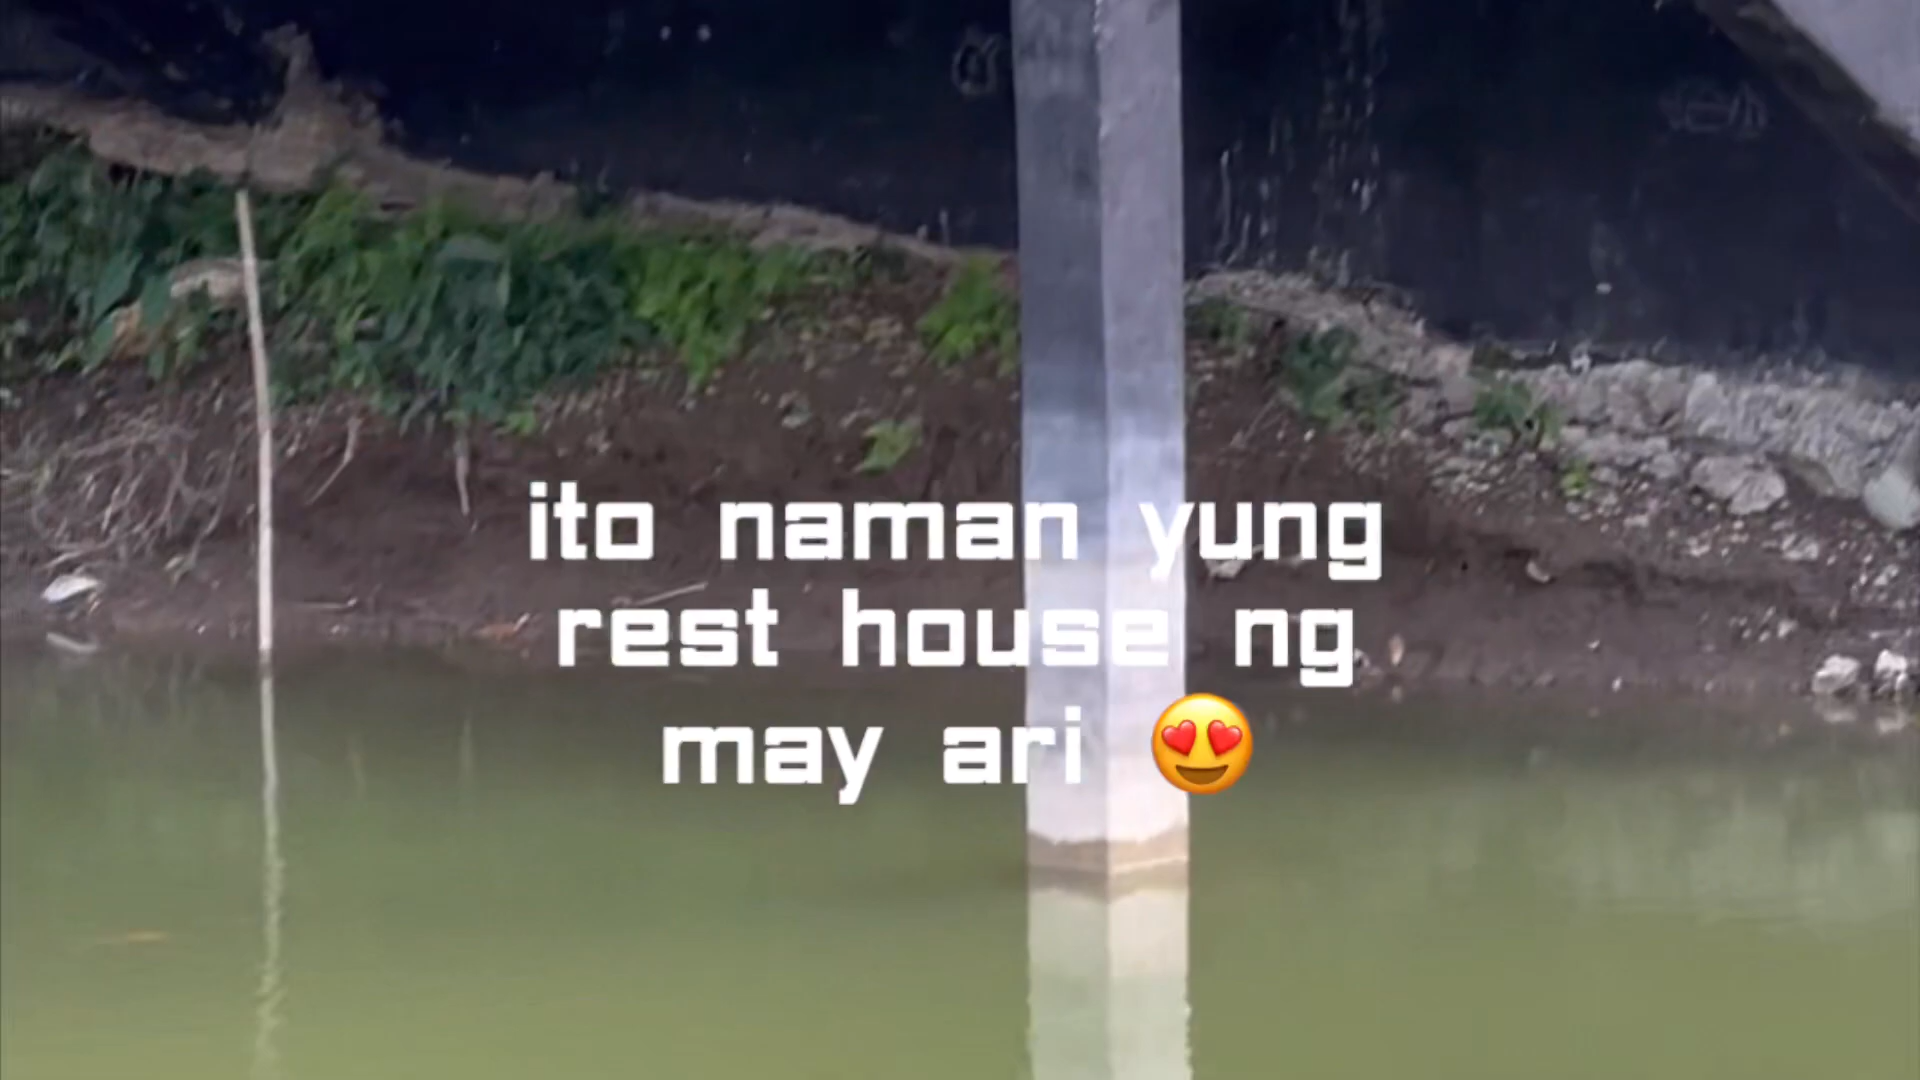 ito naman yung
rest house ng
may ari 😍